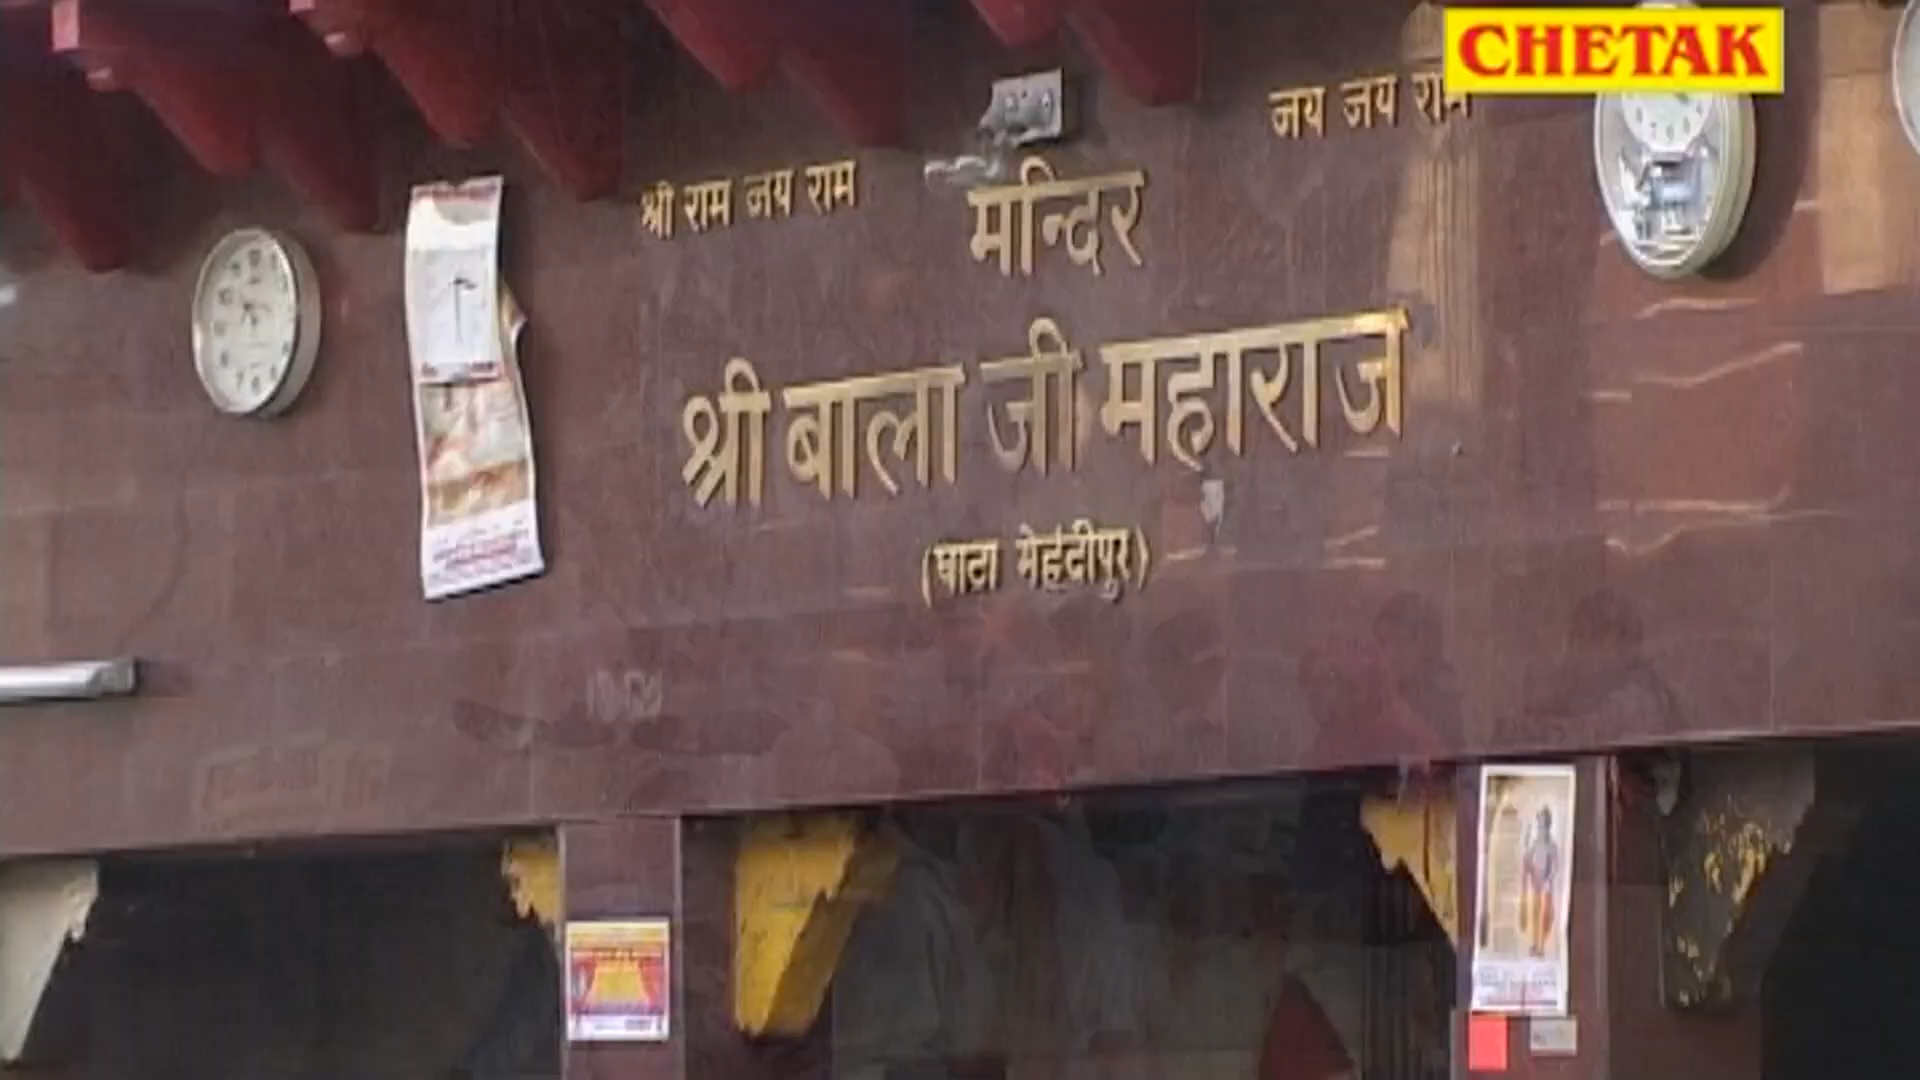 CHETAK
श्री राम जय राम
जय जय राम
मन्दिर
श्री बाला जी महाराज
(घाटा मेहंदीपुर)